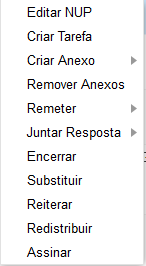 Editar NUP
Criar Tarefa
Criar Anexo
Remover Anexos
Remeter
Juntar Resposta
Encerrar
Substituir
Reiterar
Redistribuir
Assinar